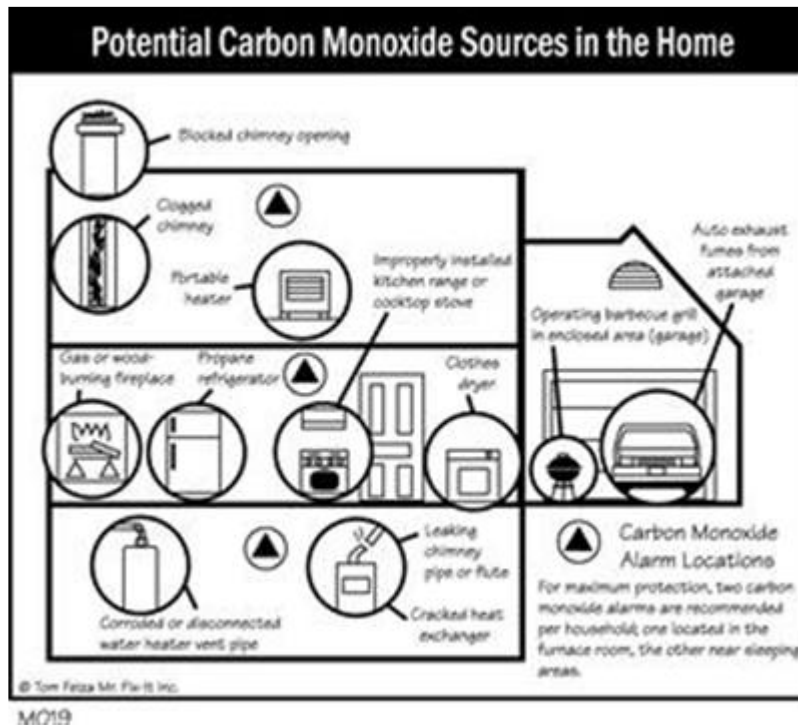 Potential Carbon Monoxide Sources in the Home
Blocked chimney opening
Clogged
chimney
Portable
heater
Improperly installed
kitchen range or
cooktop stove
Auto exhaust
fumes from
attached
garage
Operating barbecue grill
in enclosed area (garage)
Gas or wood-
burning fireplace
Propane
refrigerator
Clothes
dryer
Corroded or disconnected
water heater vent pipe
Leaking
chimney
pipe or flute
Cracked heat
exchanger
Carbon Monoxide
Alarm Locations
For maximum protection, two carbon
monoxide alarms are recommended
per household; one located in the
furnace room, the other near sleeping
areas.
© Tom Feiza Mr. Fix-It Inc.
M019